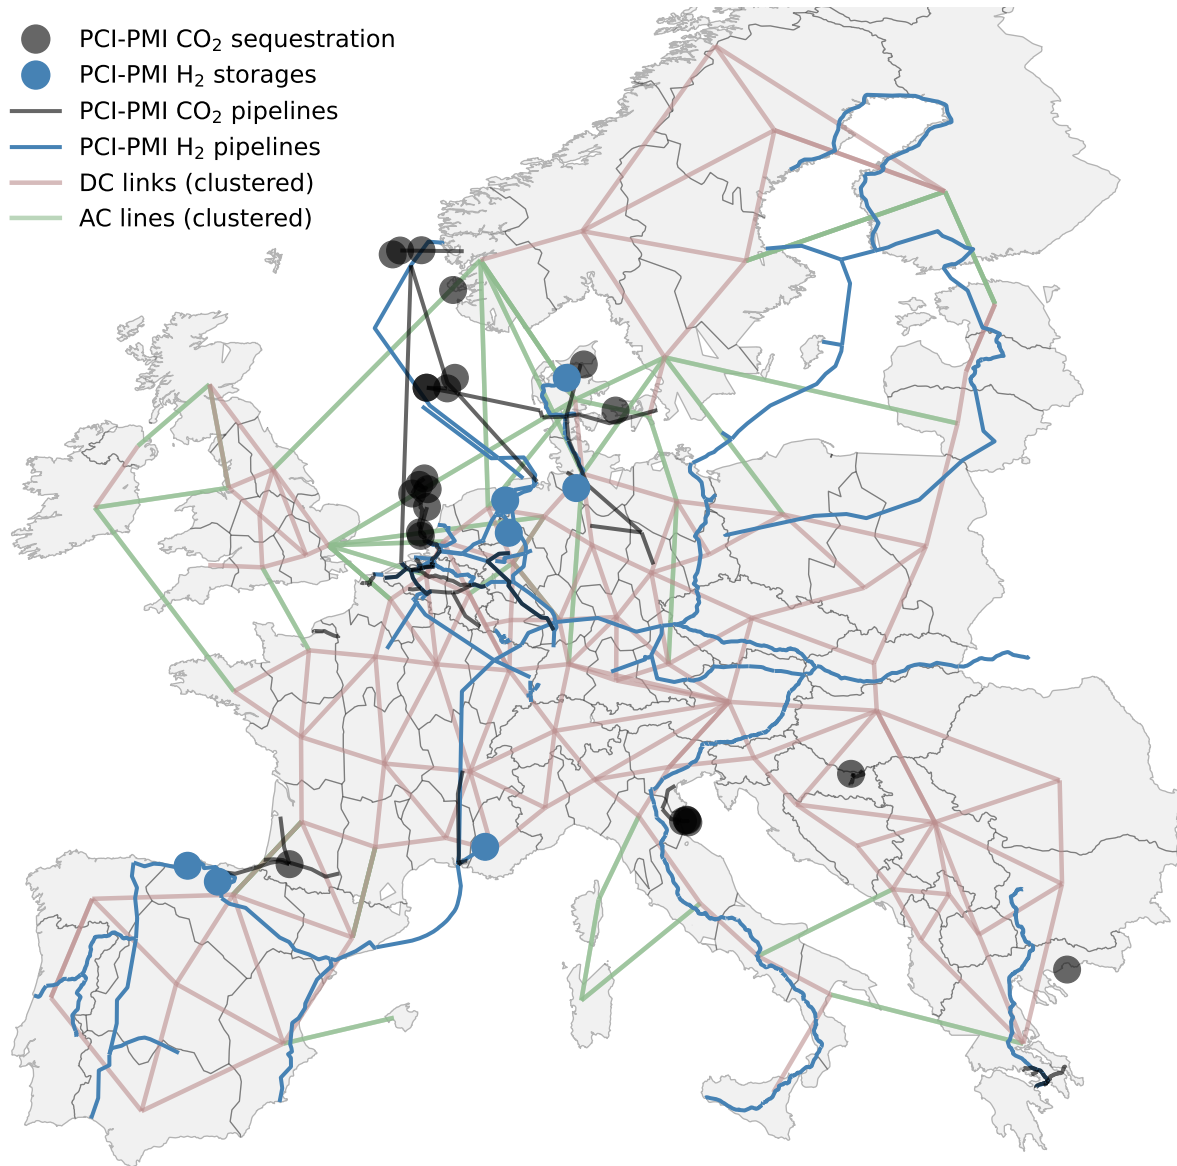 PCI-PMI CO₂ sequestration
PCI-PMI H₂ storages
PCI-PMI CO₂ pipelines
PCI-PMI H₂ pipelines
DC links (clustered)
AC lines (clustered)